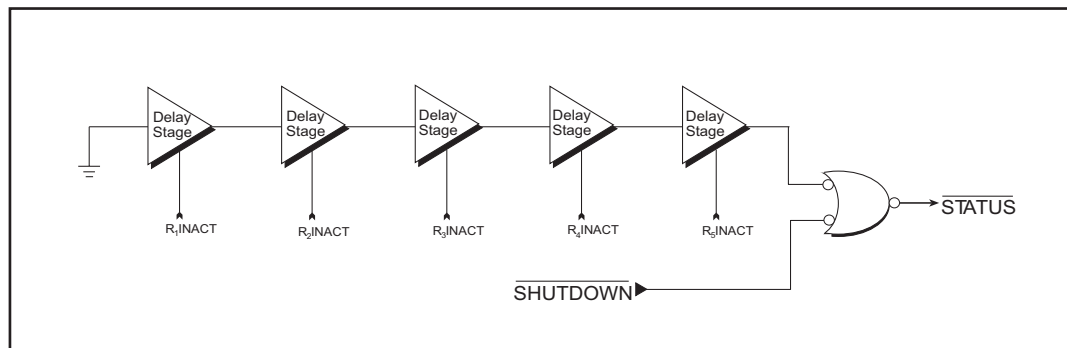 Delay
Stage
Delay
Stage
Delay
Stage
Delay
Stage
Delay
Stage
R₁INACT
R₂INACT
R₃INACT
R₄INACT
R₅INACT
STATUS
SHUTDOWN